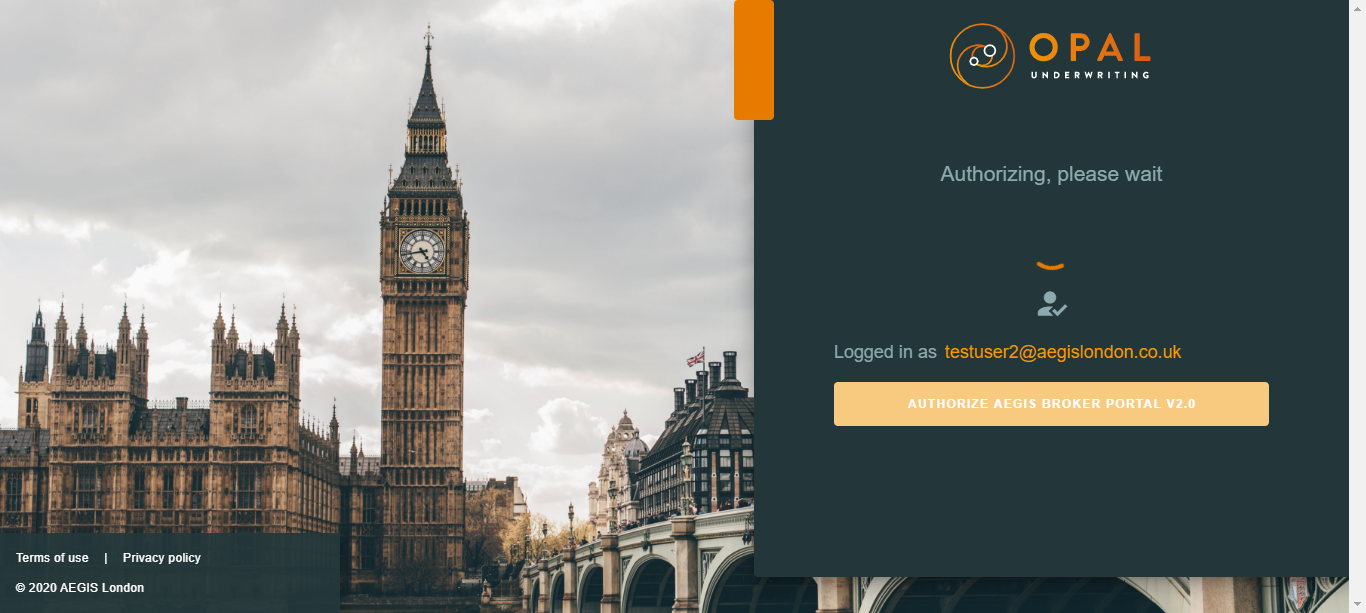 OPAL
UNDERWRITING
Authorizing, please wait
Logged in as testuser2@aegislondon.co.uk
AUTHORIZE AEGIS BROKER PORTAL V2.0
Terms of use | Privacy policy
© 2020 AEGIS London